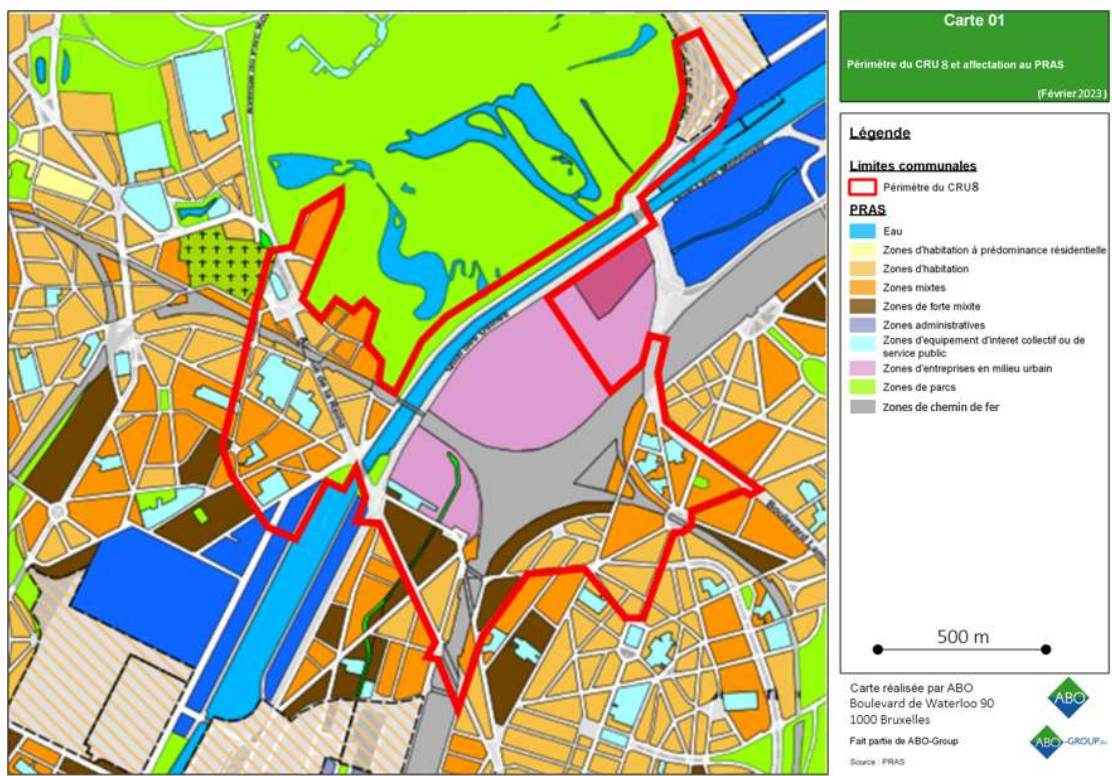 Carte 01
Périmètre du CRU 8 et affectation au PRAS
(Février 2023)
Légende
Limites communales
Périmètre du CRU8
PRAS
Eau
Zones d'habitation à prédominance résidentielle
Zones d'habitation
Zones mixtes
Zones de forte mixite
Zones administratives
Zones d'equipement d'interet collectif ou de
service public
Zones d'entreprises en milieu urbain
Zones de parcs
Zones de chemin de fer
500 m
Carte réalisée par ABO
Boulevard de Waterloo 90
1000 Bruxelles
Fait partie de ABO-Group
Source : PRAS
ABO
ABO-GROUP.EU